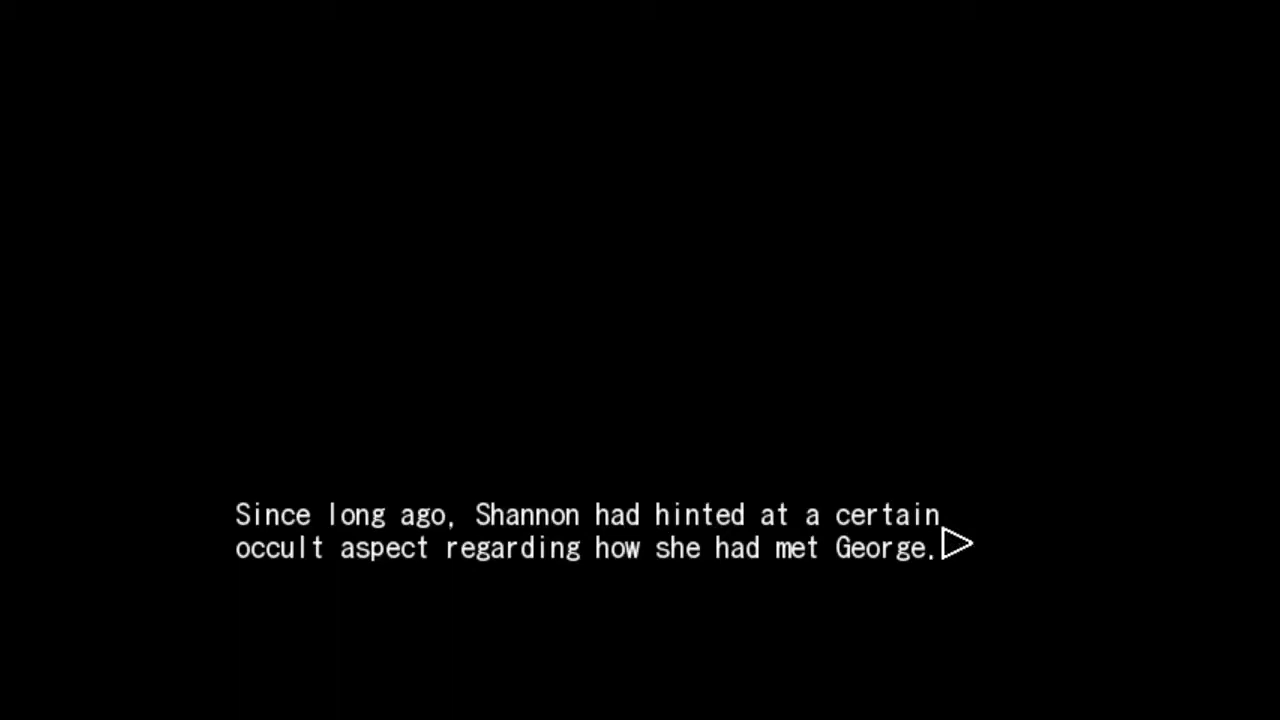 Since long ago, Shannon had hinted at a certain
occult aspect regarding how she had met George.